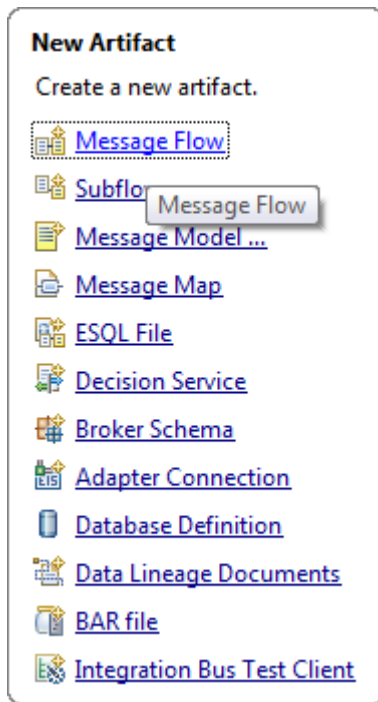 New Artifact
Create a new artifact.
Message Flow
Subflo
Message Flow
Message Model ...
Message Map
ESQL File
Decision Service
Broker Schema
EIS
Adapter Connection
Database Definition
Data Lineage Documents
BAR file
Integration Bus Test Client